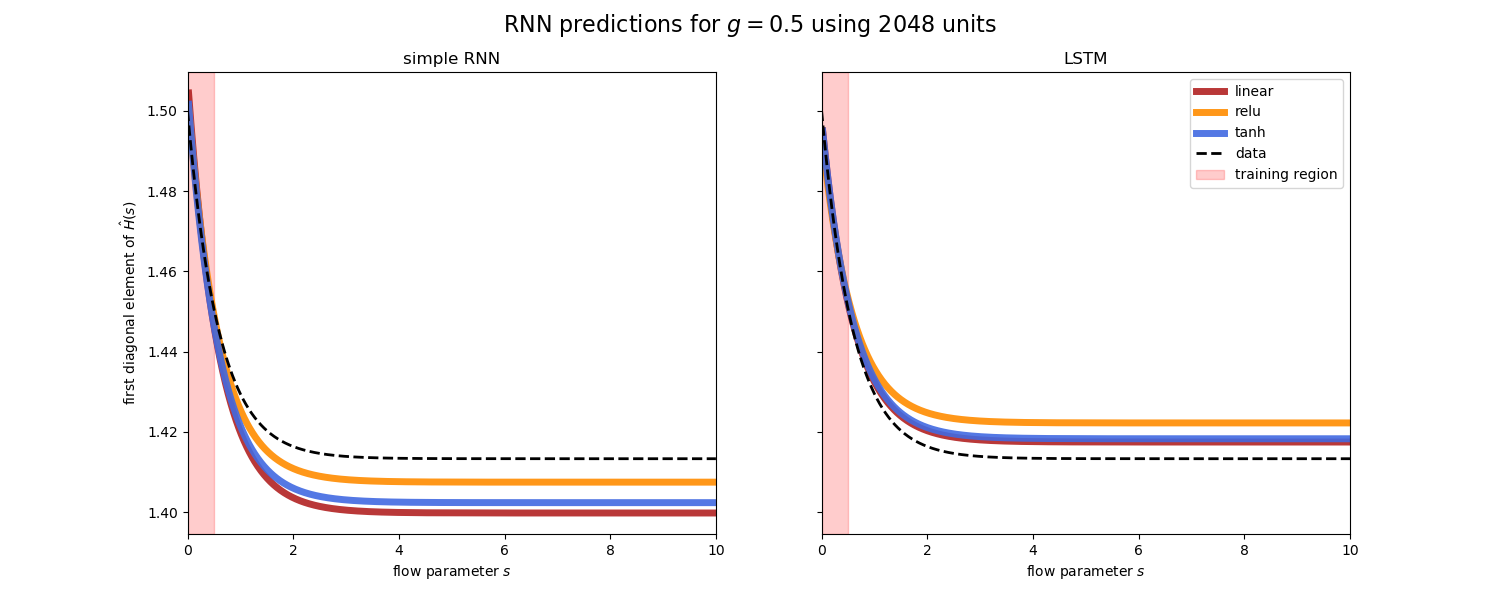 RNN predictions for g = 0.5 using 2048 units
simple RNN
first diagonal element of Ĥ(s)
1.50
1.48
1.46
1.44
1.42
1.40
0 2 4 6 8 10
flow parameter s
LSTM
linear
relu
tanh
data
training region
0 2 4 6 8 10
flow parameter s